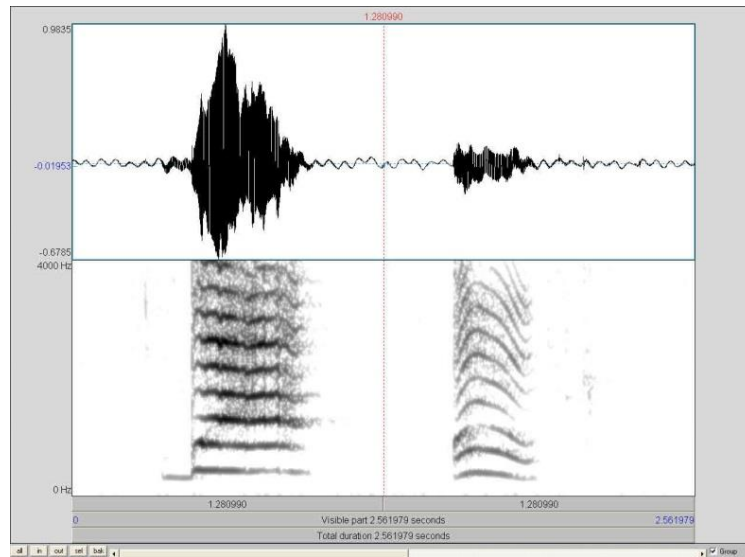 1.280990
0.9835
-0.01953
-0.6785
4000 Hz
0 Hz
1.280990 1.280990
0 Visible part 2.561979 seconds 2.561979
Total duration 2.561979 seconds
all in out sel bak Group